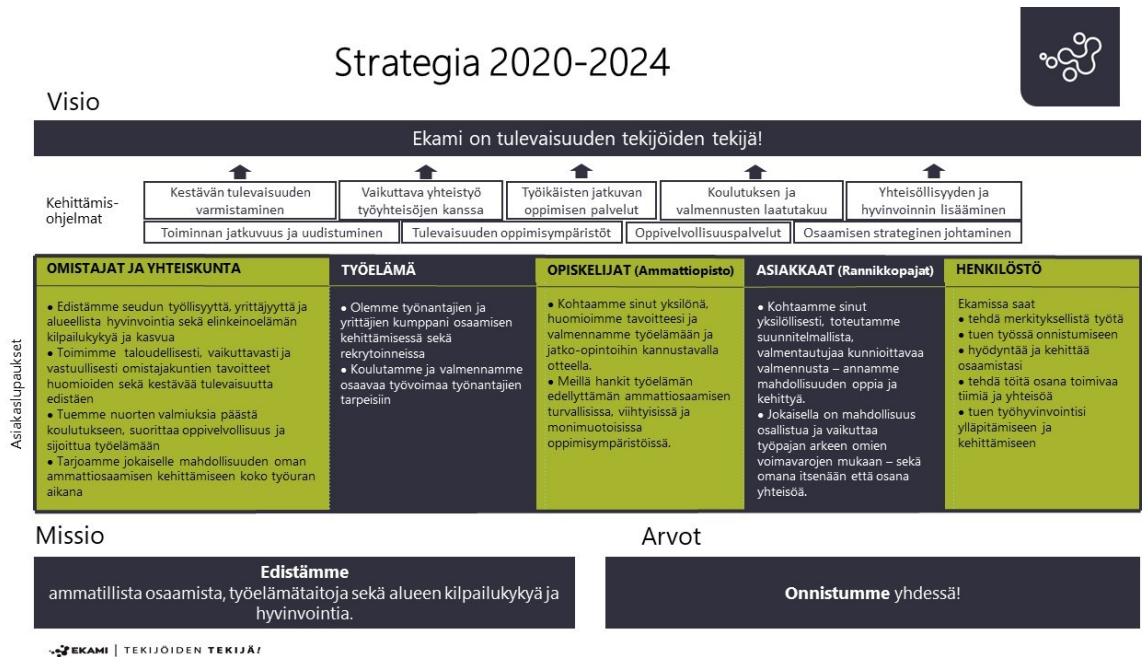 Strategia 2020-2024
Visio
Ekami on tulevaisuuden tekijöiden tekijä!
Kehittämis-
ohjelmat
Kestävän tulevaisuuden
varmistaminen
Vaikuttava yhteistyö
työyhteisöjen kanssa
Työikäisten jatkuvan
oppimisen palvelut
Koulutuksen ja
valmennusten laatutakuu
Yhteisöllisyyden ja
hyvinvoinnin lisääminen
Toiminnan jatkuvuus ja uudistuminen
Tulevaisuuden oppimisympäristöt
Oppivelvollisuuspalvelut
Osaamisen strateginen johtaminen
Asiakaslupaukset
OMISTAJAT JA YHTEISKUNTA
● Edistämme seudun työllisyyttä, yrittäjyyttä ja
alueellista hyvinvointia sekä elinkeinoelämän
kilpailukykyä ja kasvua
● Toimimme taloudellisesti, vaikuttavasti ja
vastuullisesti omistajakuntien tavoitteet
huomioiden sekä kestävää tulevaisuutta
edistäen
● Tuemme nuorten valmiuksia päästä
koulutukseen, suorittaa oppivelvollisuus ja
sijoittua työelämään
● Tarjoamme jokaiselle mahdollisuuden oman
ammattiosaamisen kehittämiseen koko työuran
aikana
TYÖELÄMÄ
● Olemme työnantajien ja
yrittäjien kumppani osaamisen
kehittämisessä sekä
rekrytoinneissa
● Koulutamme ja valmennamme
osaavaa työvoimaa työnantajien
tarpeisiin
OPISKELIJAT (Ammattiopisto)
● Kohtaamme sinut yksilönä,
huomioimme tavoitteesi ja
valmennamme työelämään ja
jatko-opintoihin kannustavalla
otteella.
● Meillä hankit työelämän
edellyttämän ammattiosaamisen
turvallisissa, viihtyisissä ja
monimuotoisissa
oppimisympäristöissä.
ASIAKKAAT (Rannikkopajat)
● Kohtaamme sinut
yksilöllisesti, toteutamme
suunnitelmallista,
valmentautujaa kunnioittavaa
valmennusta – annamme
mahdollisuuden oppia ja
kehittyä.
● Jokaisella on mahdollisuus
osallistua ja vaikuttaa
työpajan arkeen omien
voimavarojen mukaan – sekä
omana itsenään että osana
yhteisöä.
HENKILÖSTÖ
Ekamissa saat
● tehdä merkityksellistä työtä
● tuen työssä onnistumiseen
● hyödyntää ja kehittää
osaamistasi
● tehdä töitä osana toimivaa
tiimiä ja yhteisöä
● tuen työhyvinvointisi
ylläpitämiseen ja
kehittämiseen
Missio
Edistämme
ammatillista osaamista, työelämätaitoja sekä alueen kilpailukykyä ja
hyvinvointia.
Arvot
Onnistumme yhdessä!
EKAMI | TEKIJÖIDEN TEKIJÄ!